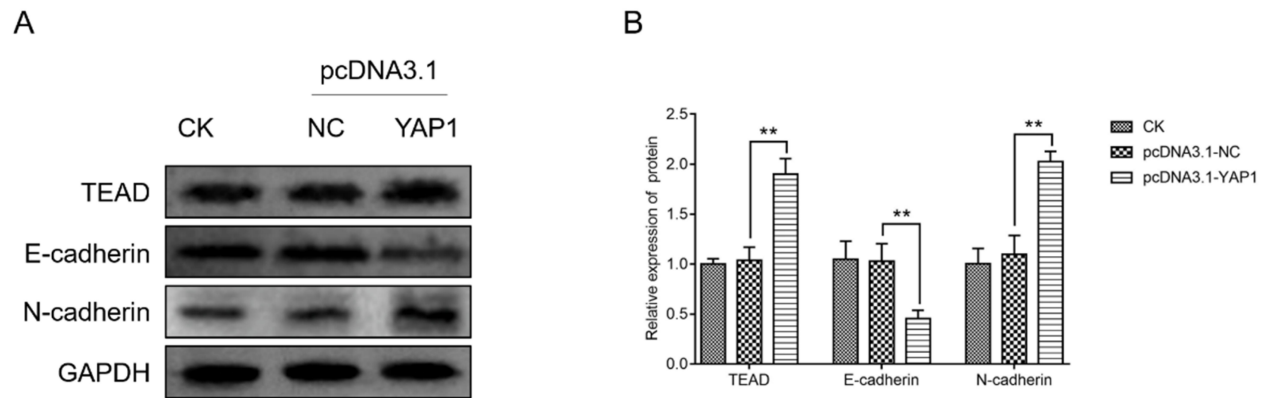 A
pcDNA3.1
CK NC YAP1
TEAD
E-cadherin
N-cadherin
GAPDH
B
Relative expression of protein
2.5
2.0
1.5
1.0
0.5
0.0
**
**
**
TEAD E-cadherin N-cadherin
CK
pcDNA3.1-NC
pcDNA3.1-YAP1